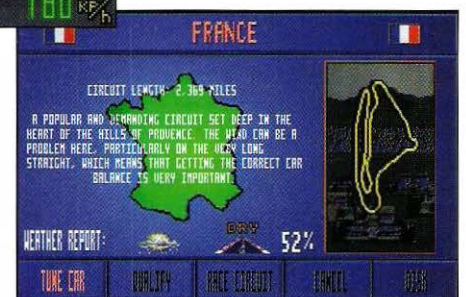 180 KP/h
FRANCE
CIRCUIT LENGTH: 2.369 MILES
A POPULAR AND DEMANDING CIRCUIT SET DEEP IN THE
HEART OF THE HILLS OF PROVENCE. THE WIND CAN BE A
PROBLEM HERE, PARTICULARLY ON THE VERY LONG
STRAIGHT, WHICH MEANS THAT GETTING THE CORRECT CAR
BALANCE IS VERY IMPORTANT.
DRY
WEATHER REPORT: 52%
TUNE CAR QUALIFY RACE CIRCUIT CANCEL